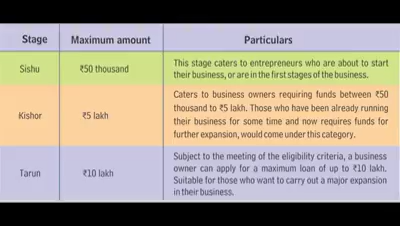 Stage Maximum amount Particulars
Sishu ₹50 thousand This stage caters to entrepreneurs who are about to start
their business, or are in the first stages of the business.
Kishor ₹5 lakh Caters to business owners requiring funds between ₹50
thousand to ₹5 lakh. Those who have been already running
their business for some time and now requires funds for
further expansion, would come under this category.
Tarun ₹10 lakh Subject to the meeting of the eligibility criteria, a business
owner can apply for a maximum loan of up to ₹10 lakh.
Suitable for those who want to carry out a major expansion
in their business.